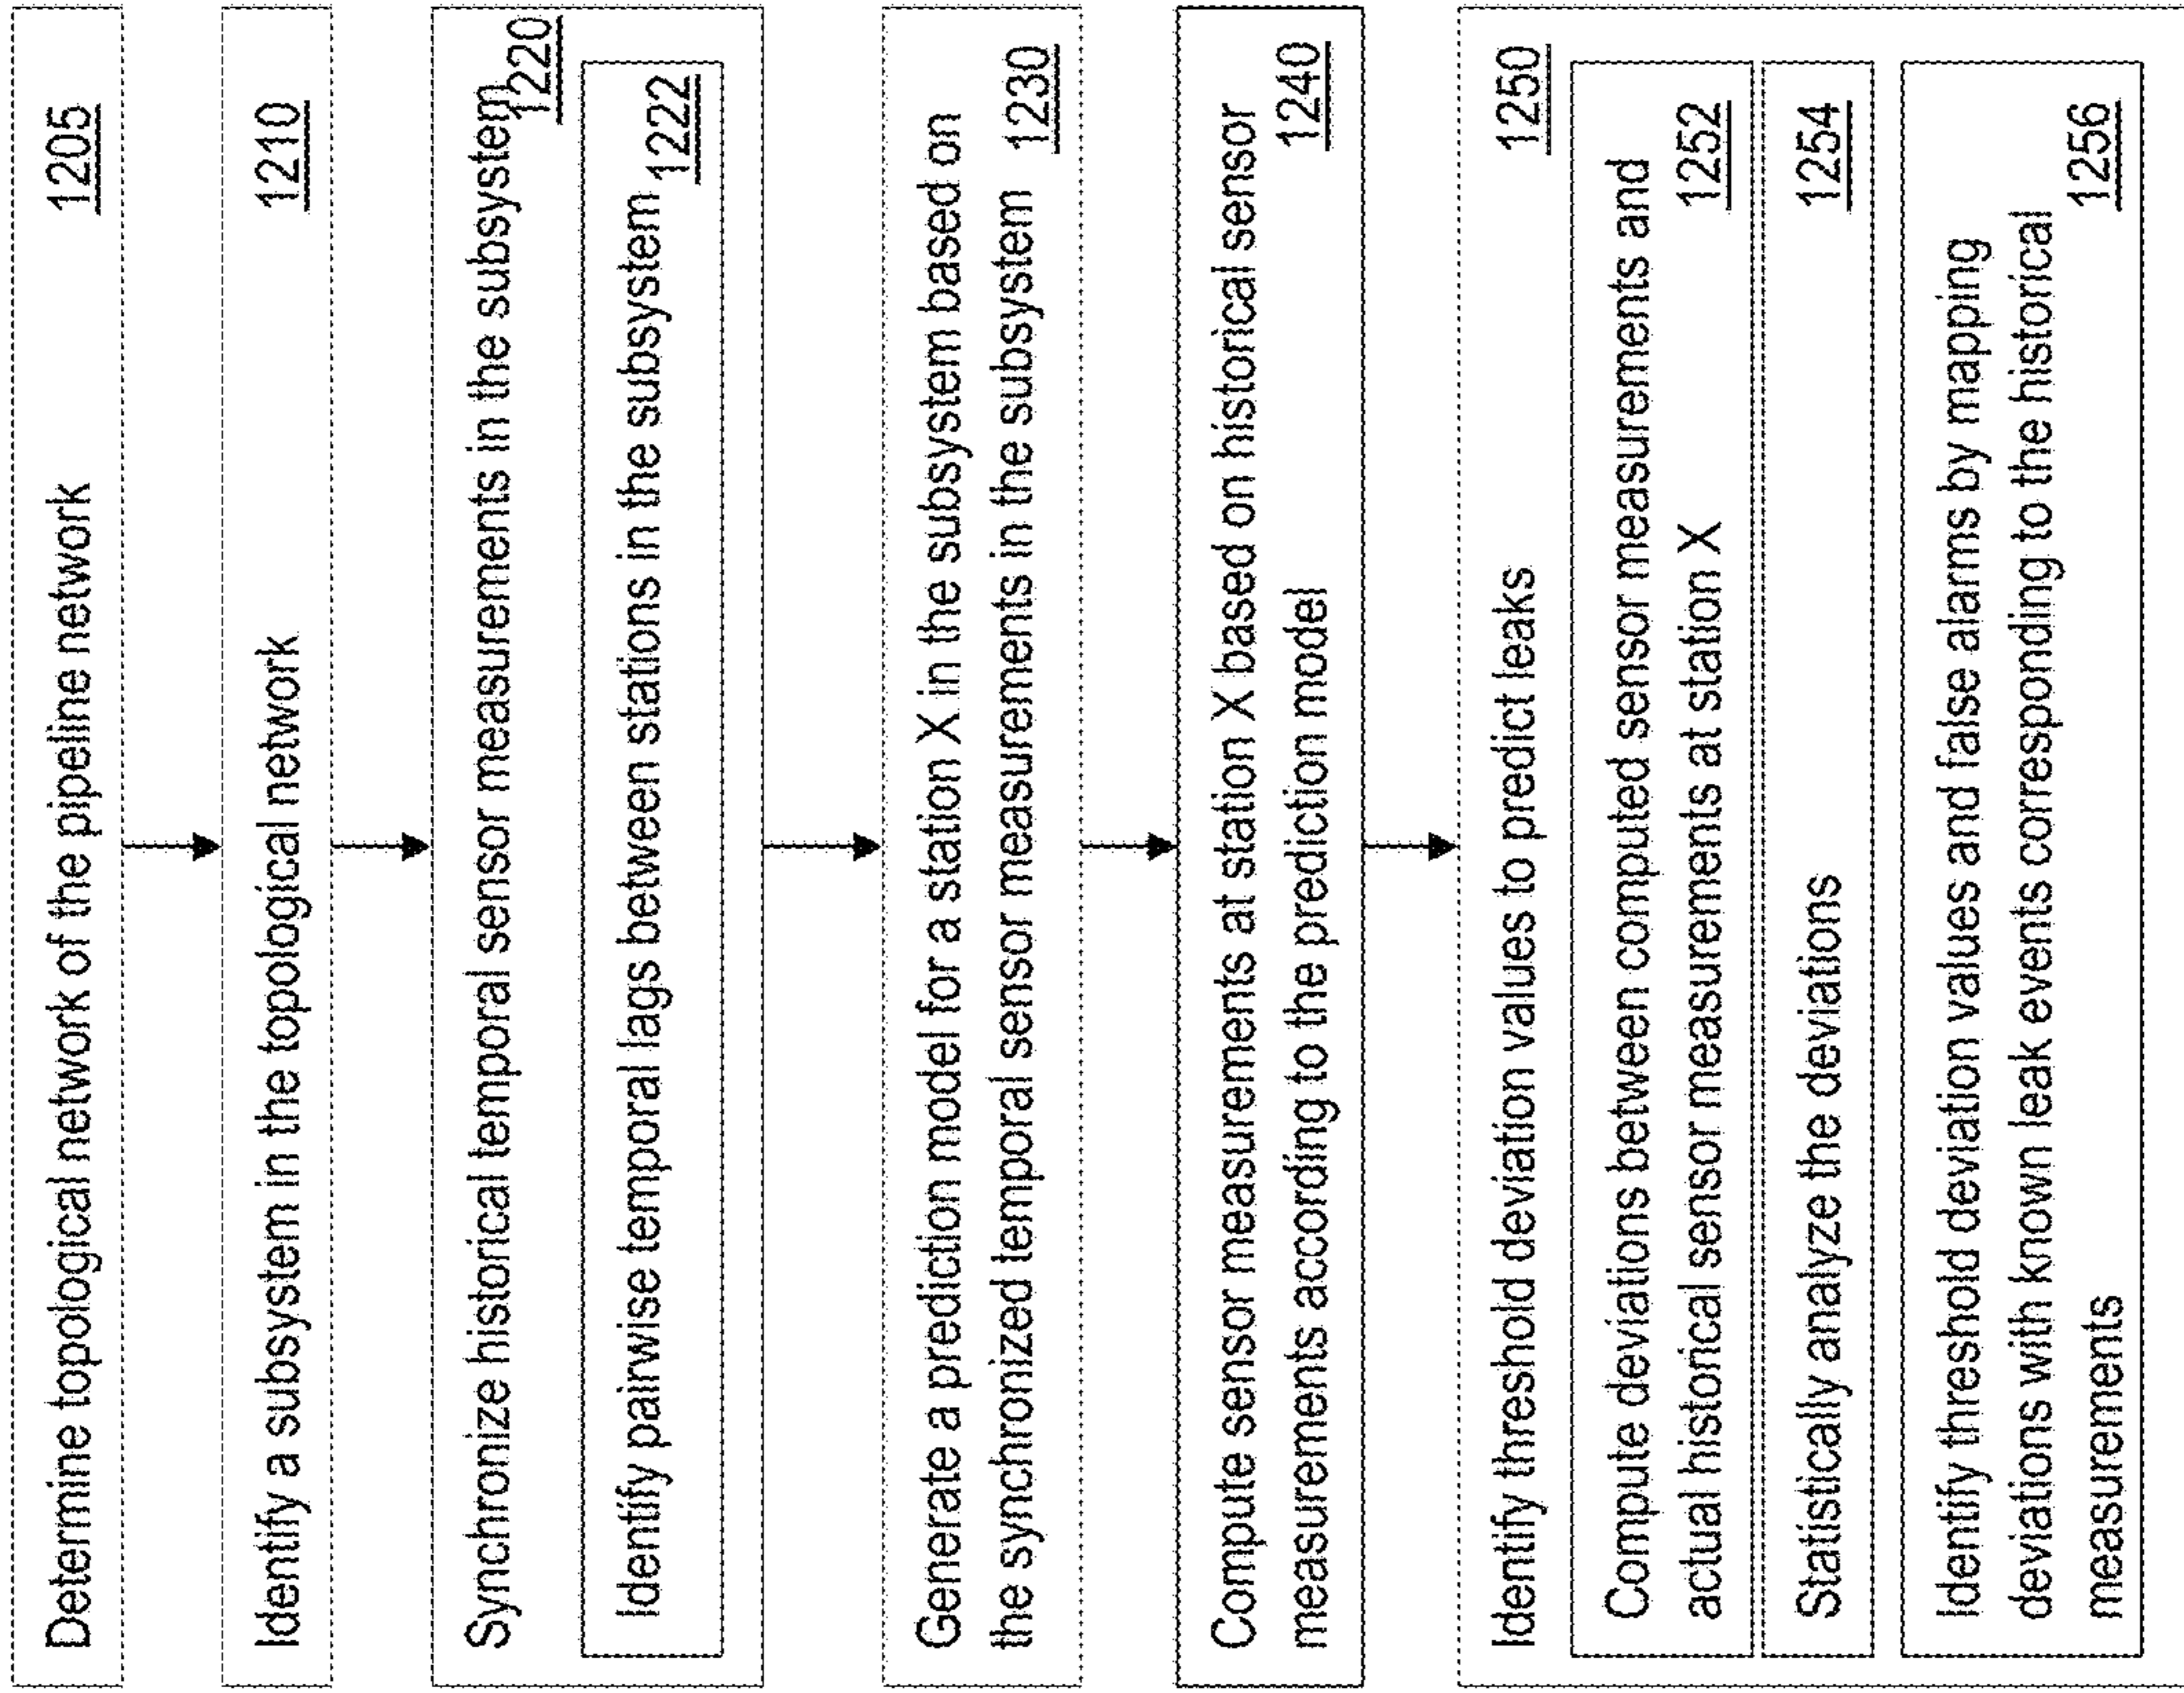 Determine topological network of the pipeline network 1205
Identify a subsystem in the topological network 1210
Synchronize historical temporal sensor measurements in the subsystem
1220
Identify pairwise temporal lags between stations in the subsystem
1222
Generate a prediction model for a station X in the subsystem based on
the synchronized temporal sensor measurements in the subsystem 1230
Compute sensor measurements at station X based on historical sensor
measurements according to the prediction model 1240
Identify threshold deviation values to predict leaks 1250
Compute deviations between computed sensor measurements and
actual historical sensor measurements at station X 1252
Statistically analyze the deviations 1254
Identify threshold deviation values and false alarms by mapping
deviations with known leak events corresponding to the historical
measurements 1256